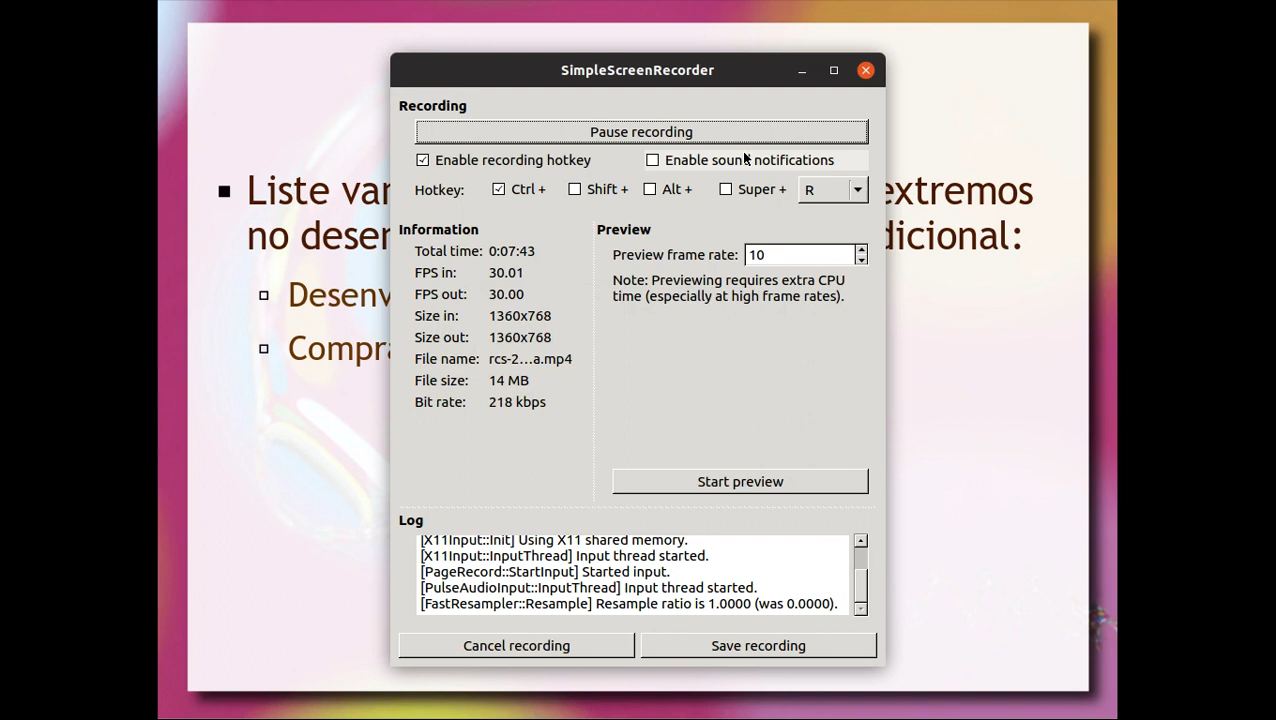 SimpleScreenRecorder
Recording
Pause recording
Enable recording hotkey
Enable sound notifications
Hotkey: Ctrl + Shift + Alt + Super + R
Information
Total time: 0:07:43
FPS in: 30.01
FPS out: 30.00
Size in: 1360x768
Size out: 1360x768
File name: rcs-2...a.mp4
File size: 14 MB
Bit rate: 218 kbps
Preview
Preview frame rate: 10
Note: Previewing requires extra CPU
time (especially at high frame rates).
Start preview
Log
[X11Input::Init] Using X11 shared memory.
[X11Input::InputThread] Input thread started.
[PageRecord::StartInput] Started input.
[PulseAudioInput::InputThread] Input thread started.
[FastResampler::Resample] Resample ratio is 1.0000 (was 0.0000).
Cancel recording
Save recording
Liste extremos
no